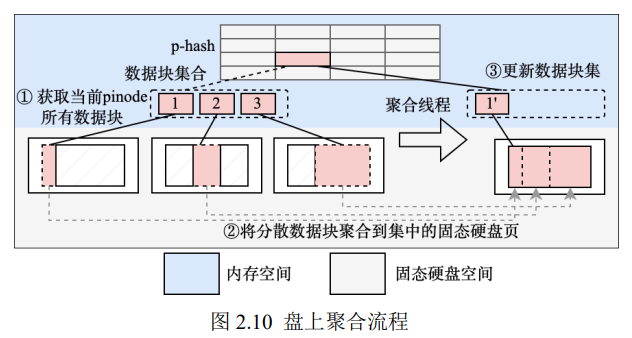 p-hash
数据块集合
③更新数据块集
① 获取当前pinode
所有数据块
1
2
3
聚合线程
1'
②将分散数据块聚合到集中的固态硬盘页
内存空间
固态硬盘空间
图 2.10 盘上聚合流程